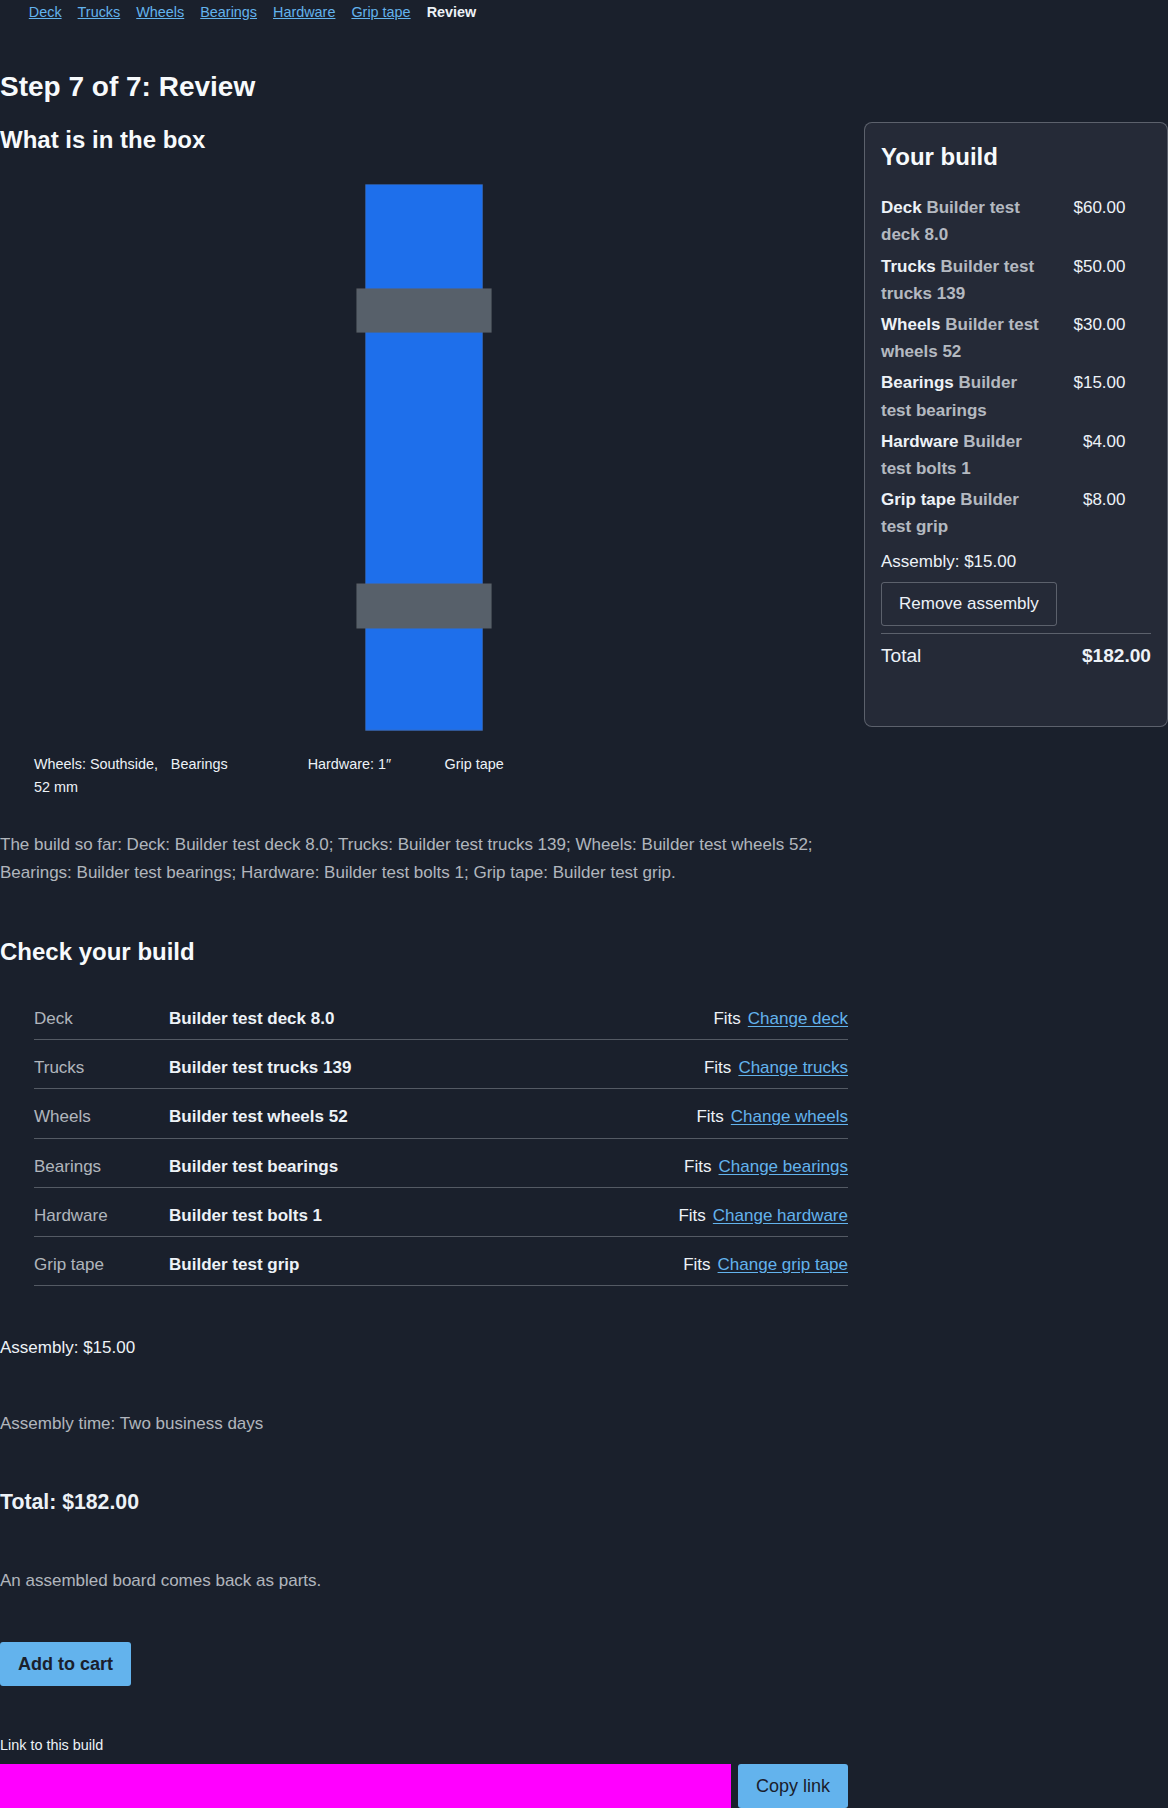 Deck Trucks Wheels Bearings Hardware Grip tape Review
Step 7 of 7: Review
What is in the box
Wheels: Southside, Bearings Hardware: 1″ Grip tape
52 mm
The build so far: Deck: Builder test deck 8.0; Trucks: Builder test trucks 139; Wheels: Builder test wheels 52;
Bearings: Builder test bearings; Hardware: Builder test bolts 1; Grip tape: Builder test grip.
Check your build
Deck Builder test deck 8.0 Fits Change deck
Trucks Builder test trucks 139 Fits Change trucks
Wheels Builder test wheels 52 Fits Change wheels
Bearings Builder test bearings Fits Change bearings
Hardware Builder test bolts 1 Fits Change hardware
Grip tape Builder test grip Fits Change grip tape
Assembly: $15.00
Assembly time: Two business days
Total: $182.00
An assembled board comes back as parts.
Add to cart
Link to this build
Copy link
Your build
Deck Builder test $60.00
deck 8.0
Trucks Builder test $50.00
trucks 139
Wheels Builder test $30.00
wheels 52
Bearings Builder $15.00
test bearings
Hardware Builder $4.00
test bolts 1
Grip tape Builder $8.00
test grip
Assembly: $15.00
Remove assembly
Total $182.00